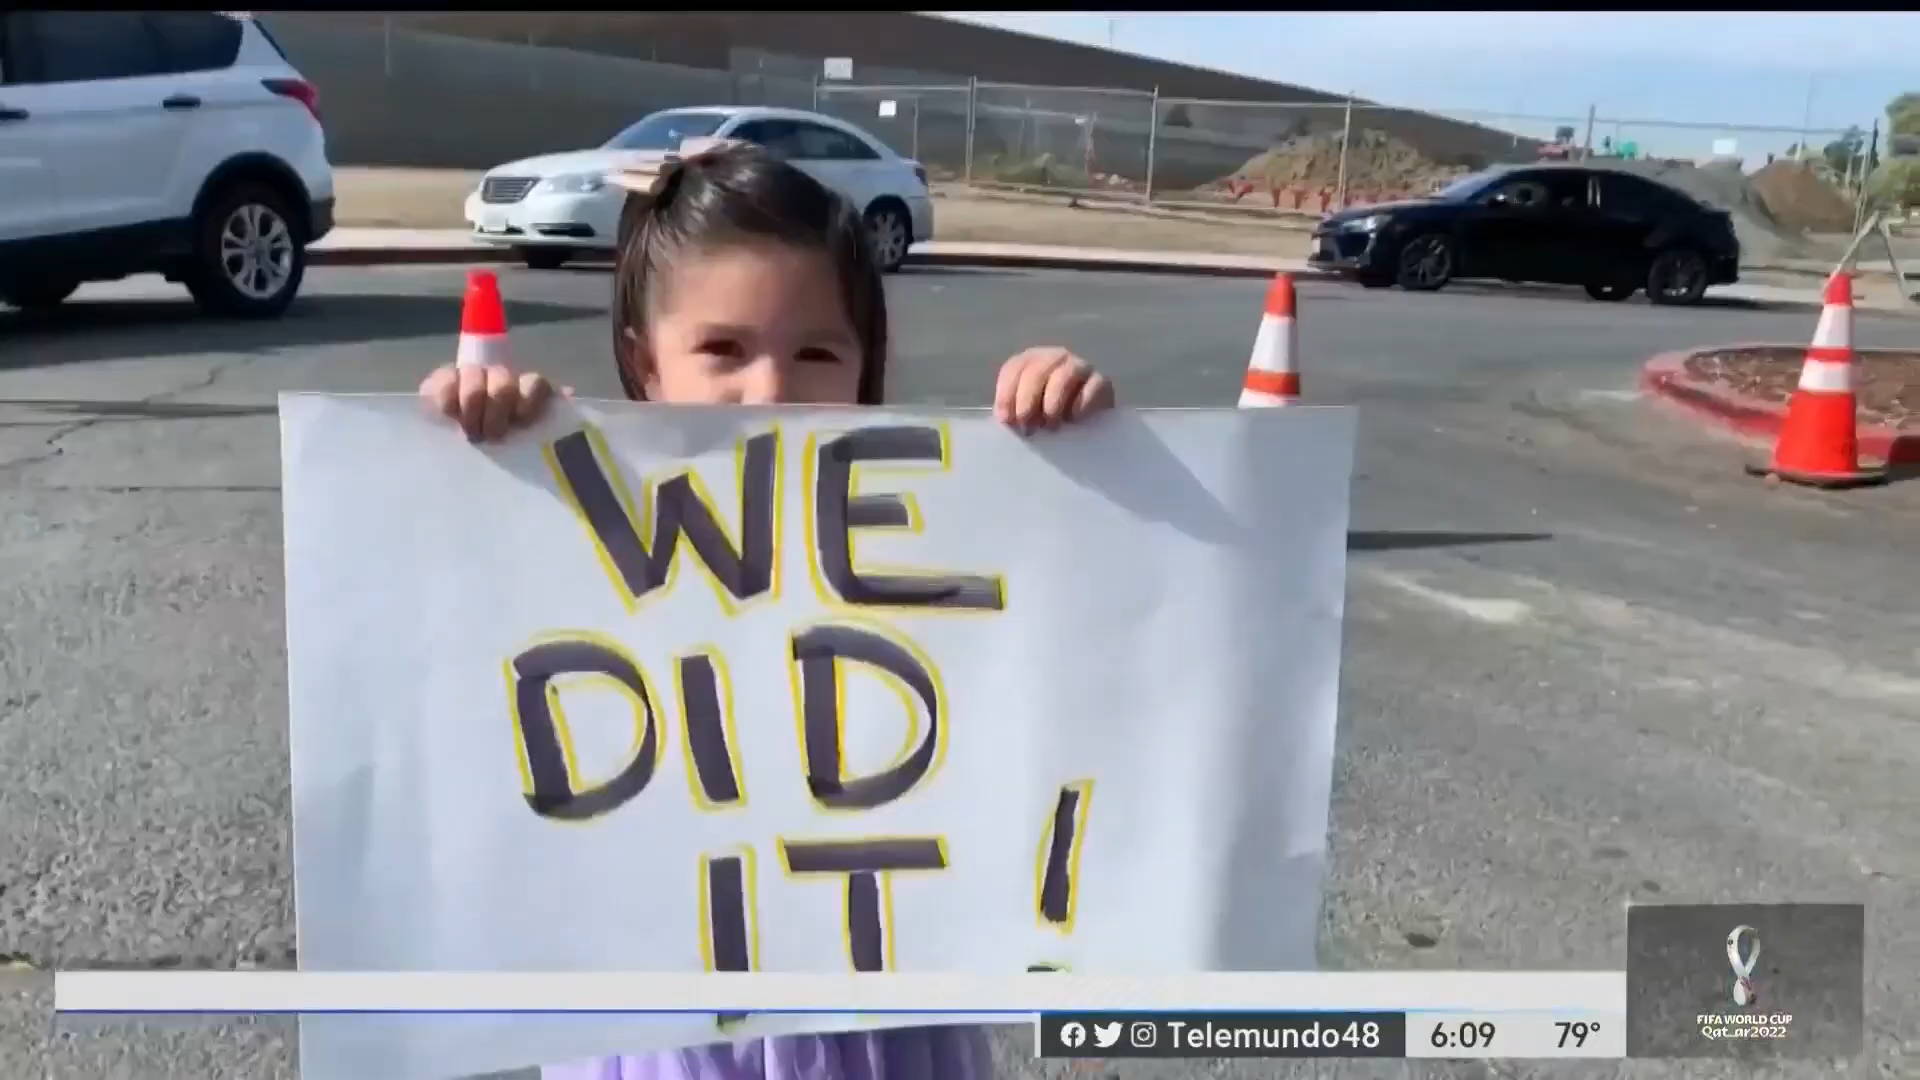 WE
DID
IT!
Telemundo48 6:09 79°
FIFA WORLD CUP
Qatar2022